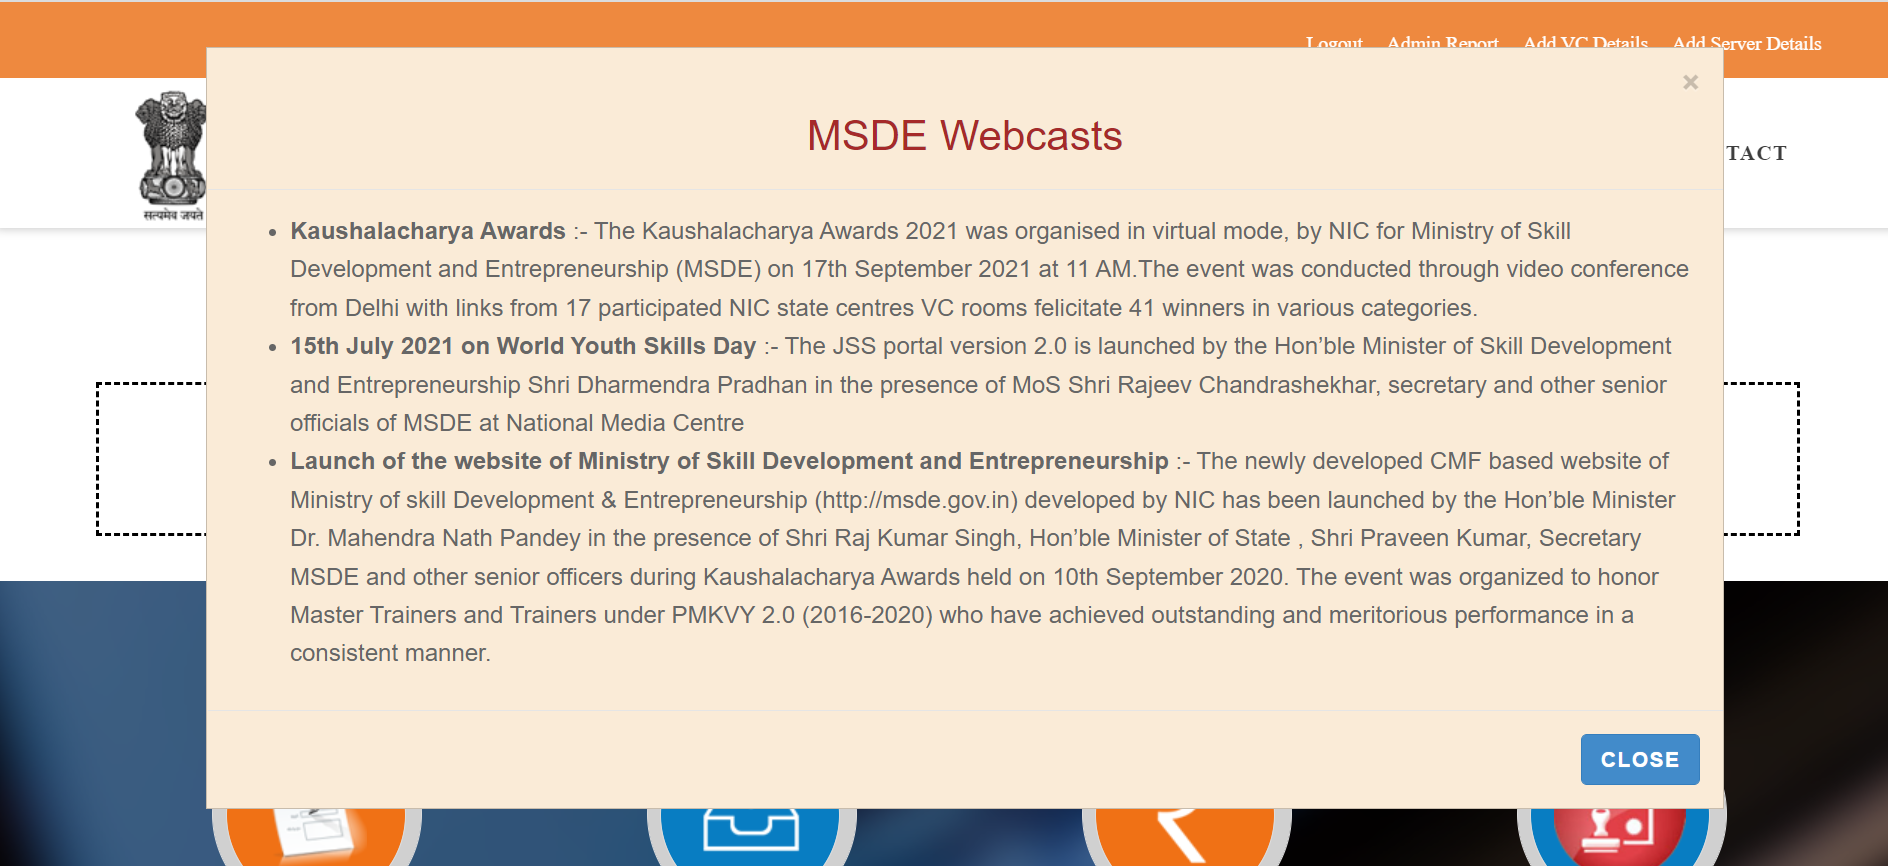 Logout Admin Report Add VC Details Add Server Details
×
MSDE Webcasts
TACT
सत्यमेव जयते
• Kaushalacharya Awards :- The Kaushalacharya Awards 2021 was organised in virtual mode, by NIC for Ministry of Skill
Development and Entrepreneurship (MSDE) on 17th September 2021 at 11 AM.The event was conducted through video conference
from Delhi with links from 17 participated NIC state centres VC rooms felicitate 41 winners in various categories.
• 15th July 2021 on World Youth Skills Day :- The JSS portal version 2.0 is launched by the Hon’ble Minister of Skill Development
and Entrepreneurship Shri Dharmendra Pradhan in the presence of MoS Shri Rajeev Chandrashekhar, secretary and other senior
officials of MSDE at National Media Centre
• Launch of the website of Ministry of Skill Development and Entrepreneurship :- The newly developed CMF based website of
Ministry of skill Development & Entrepreneurship (http://msde.gov.in) developed by NIC has been launched by the Hon’ble Minister
Dr. Mahendra Nath Pandey in the presence of Shri Raj Kumar Singh, Hon’ble Minister of State , Shri Praveen Kumar, Secretary
MSDE and other senior officers during Kaushalacharya Awards held on 10th September 2020. The event was organized to honor
Master Trainers and Trainers under PMKVY 2.0 (2016-2020) who have achieved outstanding and meritorious performance in a
consistent manner.
CLOSE
₹